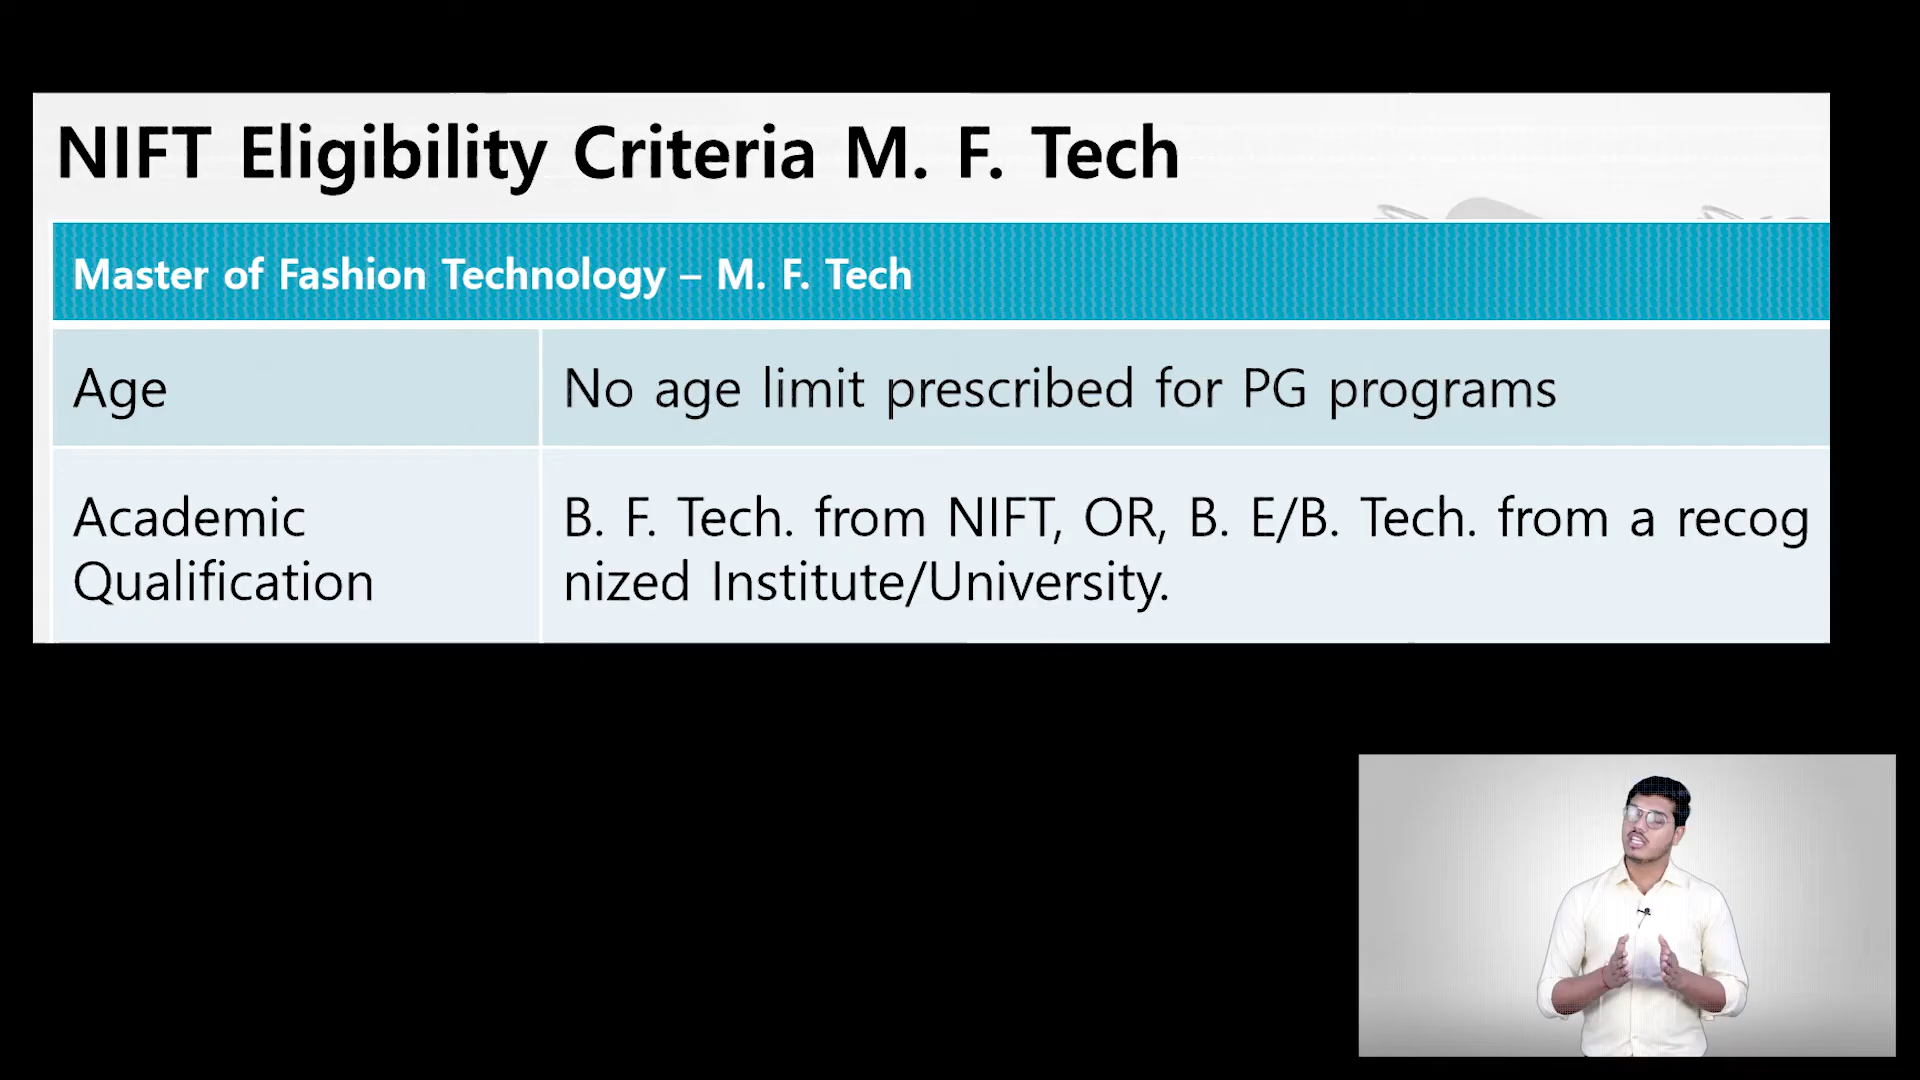 NIFT Eligibility Criteria M. F. Tech
Master of Fashion Technology – M. F. Tech
Age
No age limit prescribed for PG programs
Academic
Qualification
B. F. Tech. from NIFT, OR, B. E/B. Tech. from a recog
nized Institute/University.